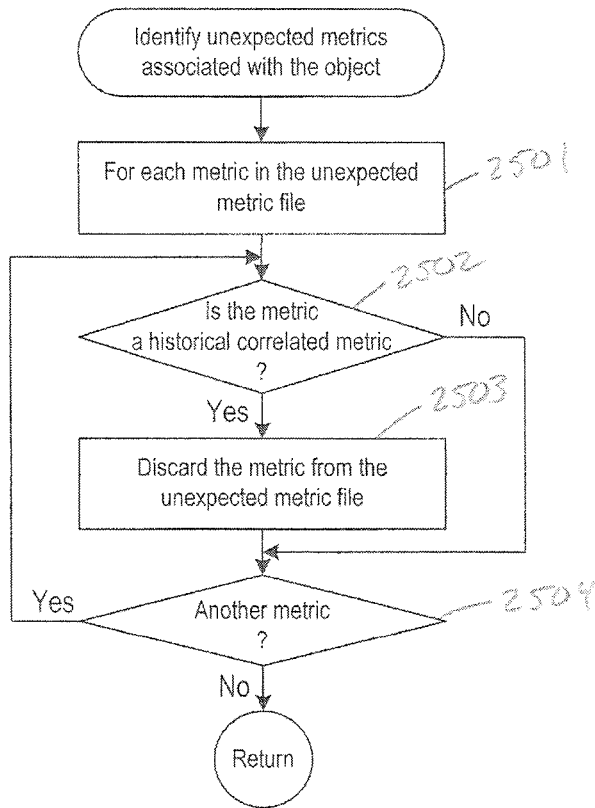 Identify unexpected metrics
associated with the object
For each metric in the unexpected
metric file
2501
2502
Is the metric
a historical correlated metric
?
No
Yes
2503
Discard the metric from the
unexpected metric file
Yes
Another metric
?
2504
No
Return